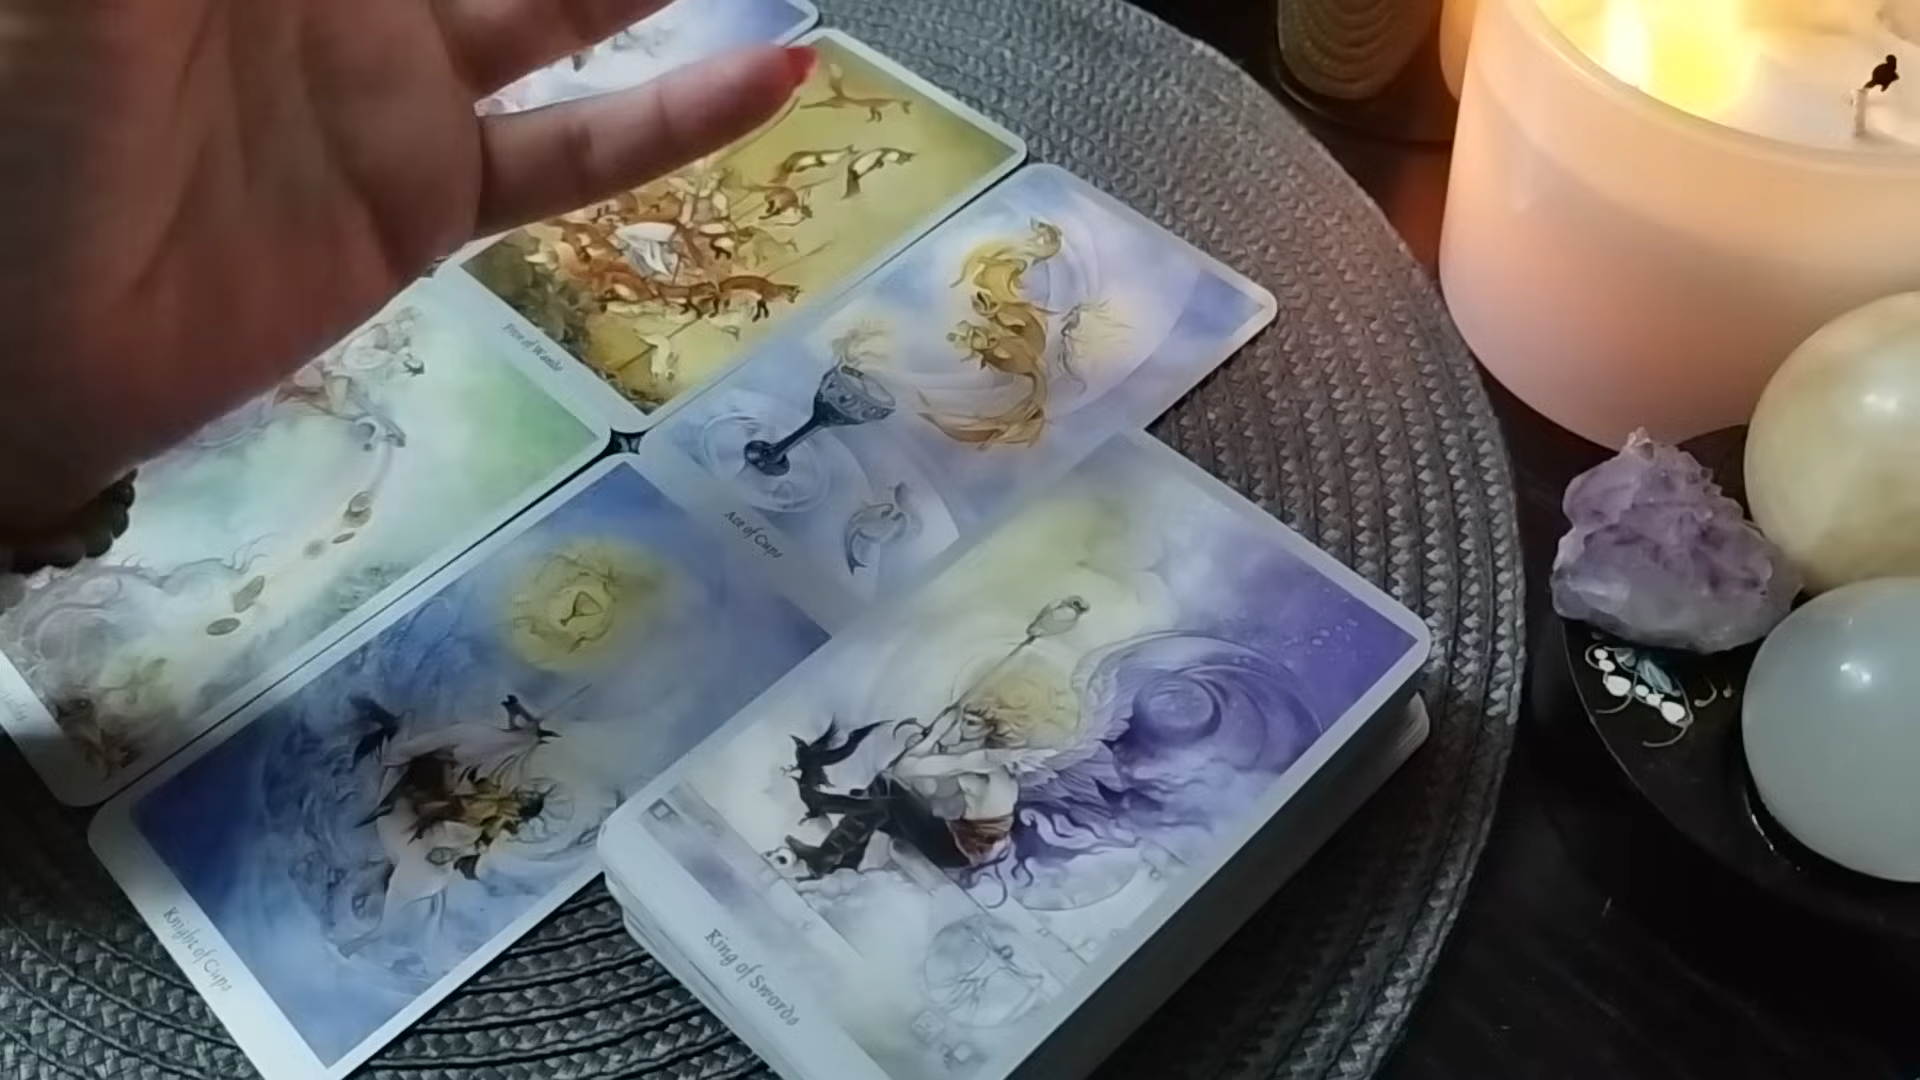 Five of Wands
Ace of Cups
Knight of Cups
King of Swords